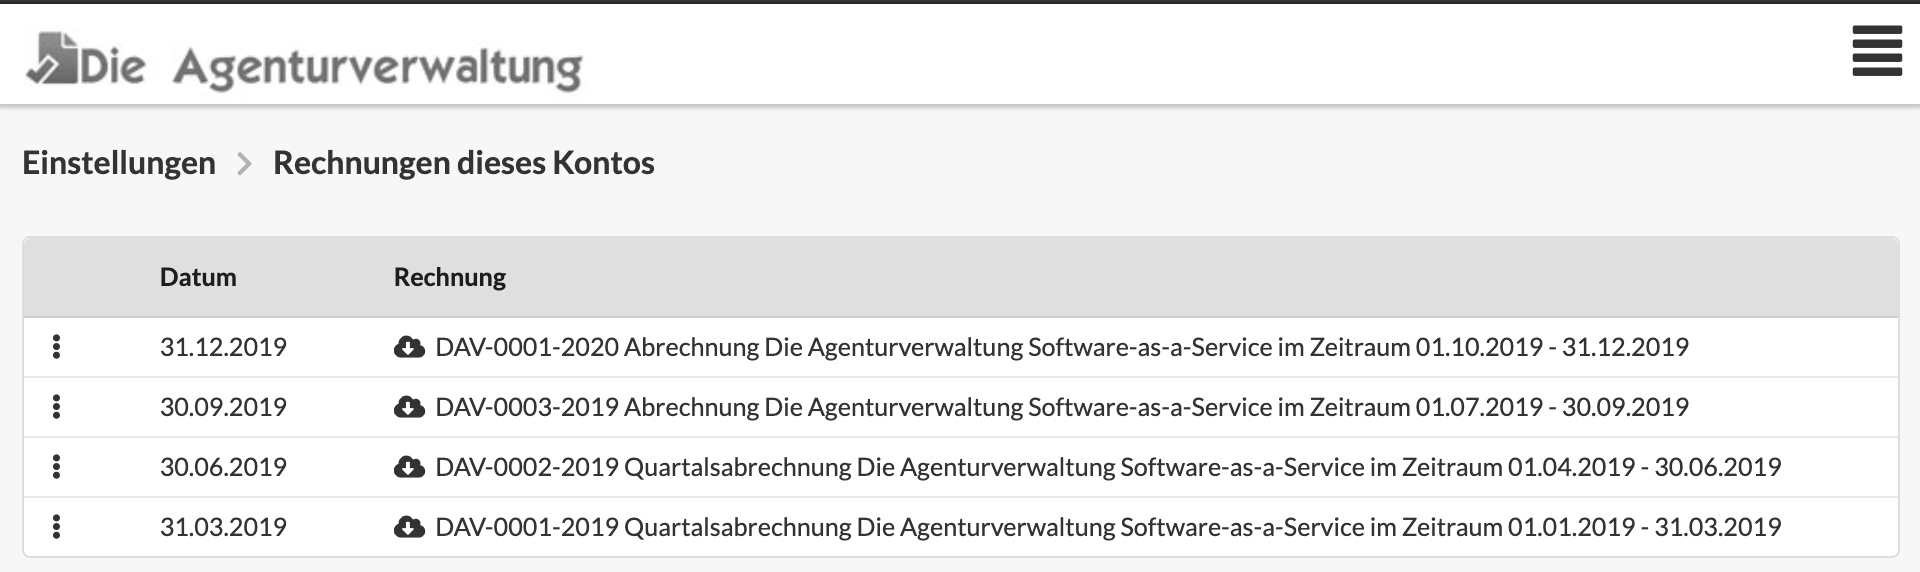 Die Agenturverwaltung
Einstellungen > Rechnungen dieses Kontos
Datum Rechnung
31.12.2019 DAV-0001-2020 Abrechnung Die Agenturverwaltung Software-as-a-Service im Zeitraum 01.10.2019 - 31.12.2019
30.09.2019 DAV-0003-2019 Abrechnung Die Agenturverwaltung Software-as-a-Service im Zeitraum 01.07.2019 - 30.09.2019
30.06.2019 DAV-0002-2019 Quartalsabrechnung Die Agenturverwaltung Software-as-a-Service im Zeitraum 01.04.2019 - 30.06.2019
31.03.2019 DAV-0001-2019 Quartalsabrechnung Die Agenturverwaltung Software-as-a-Service im Zeitraum 01.01.2019 - 31.03.2019